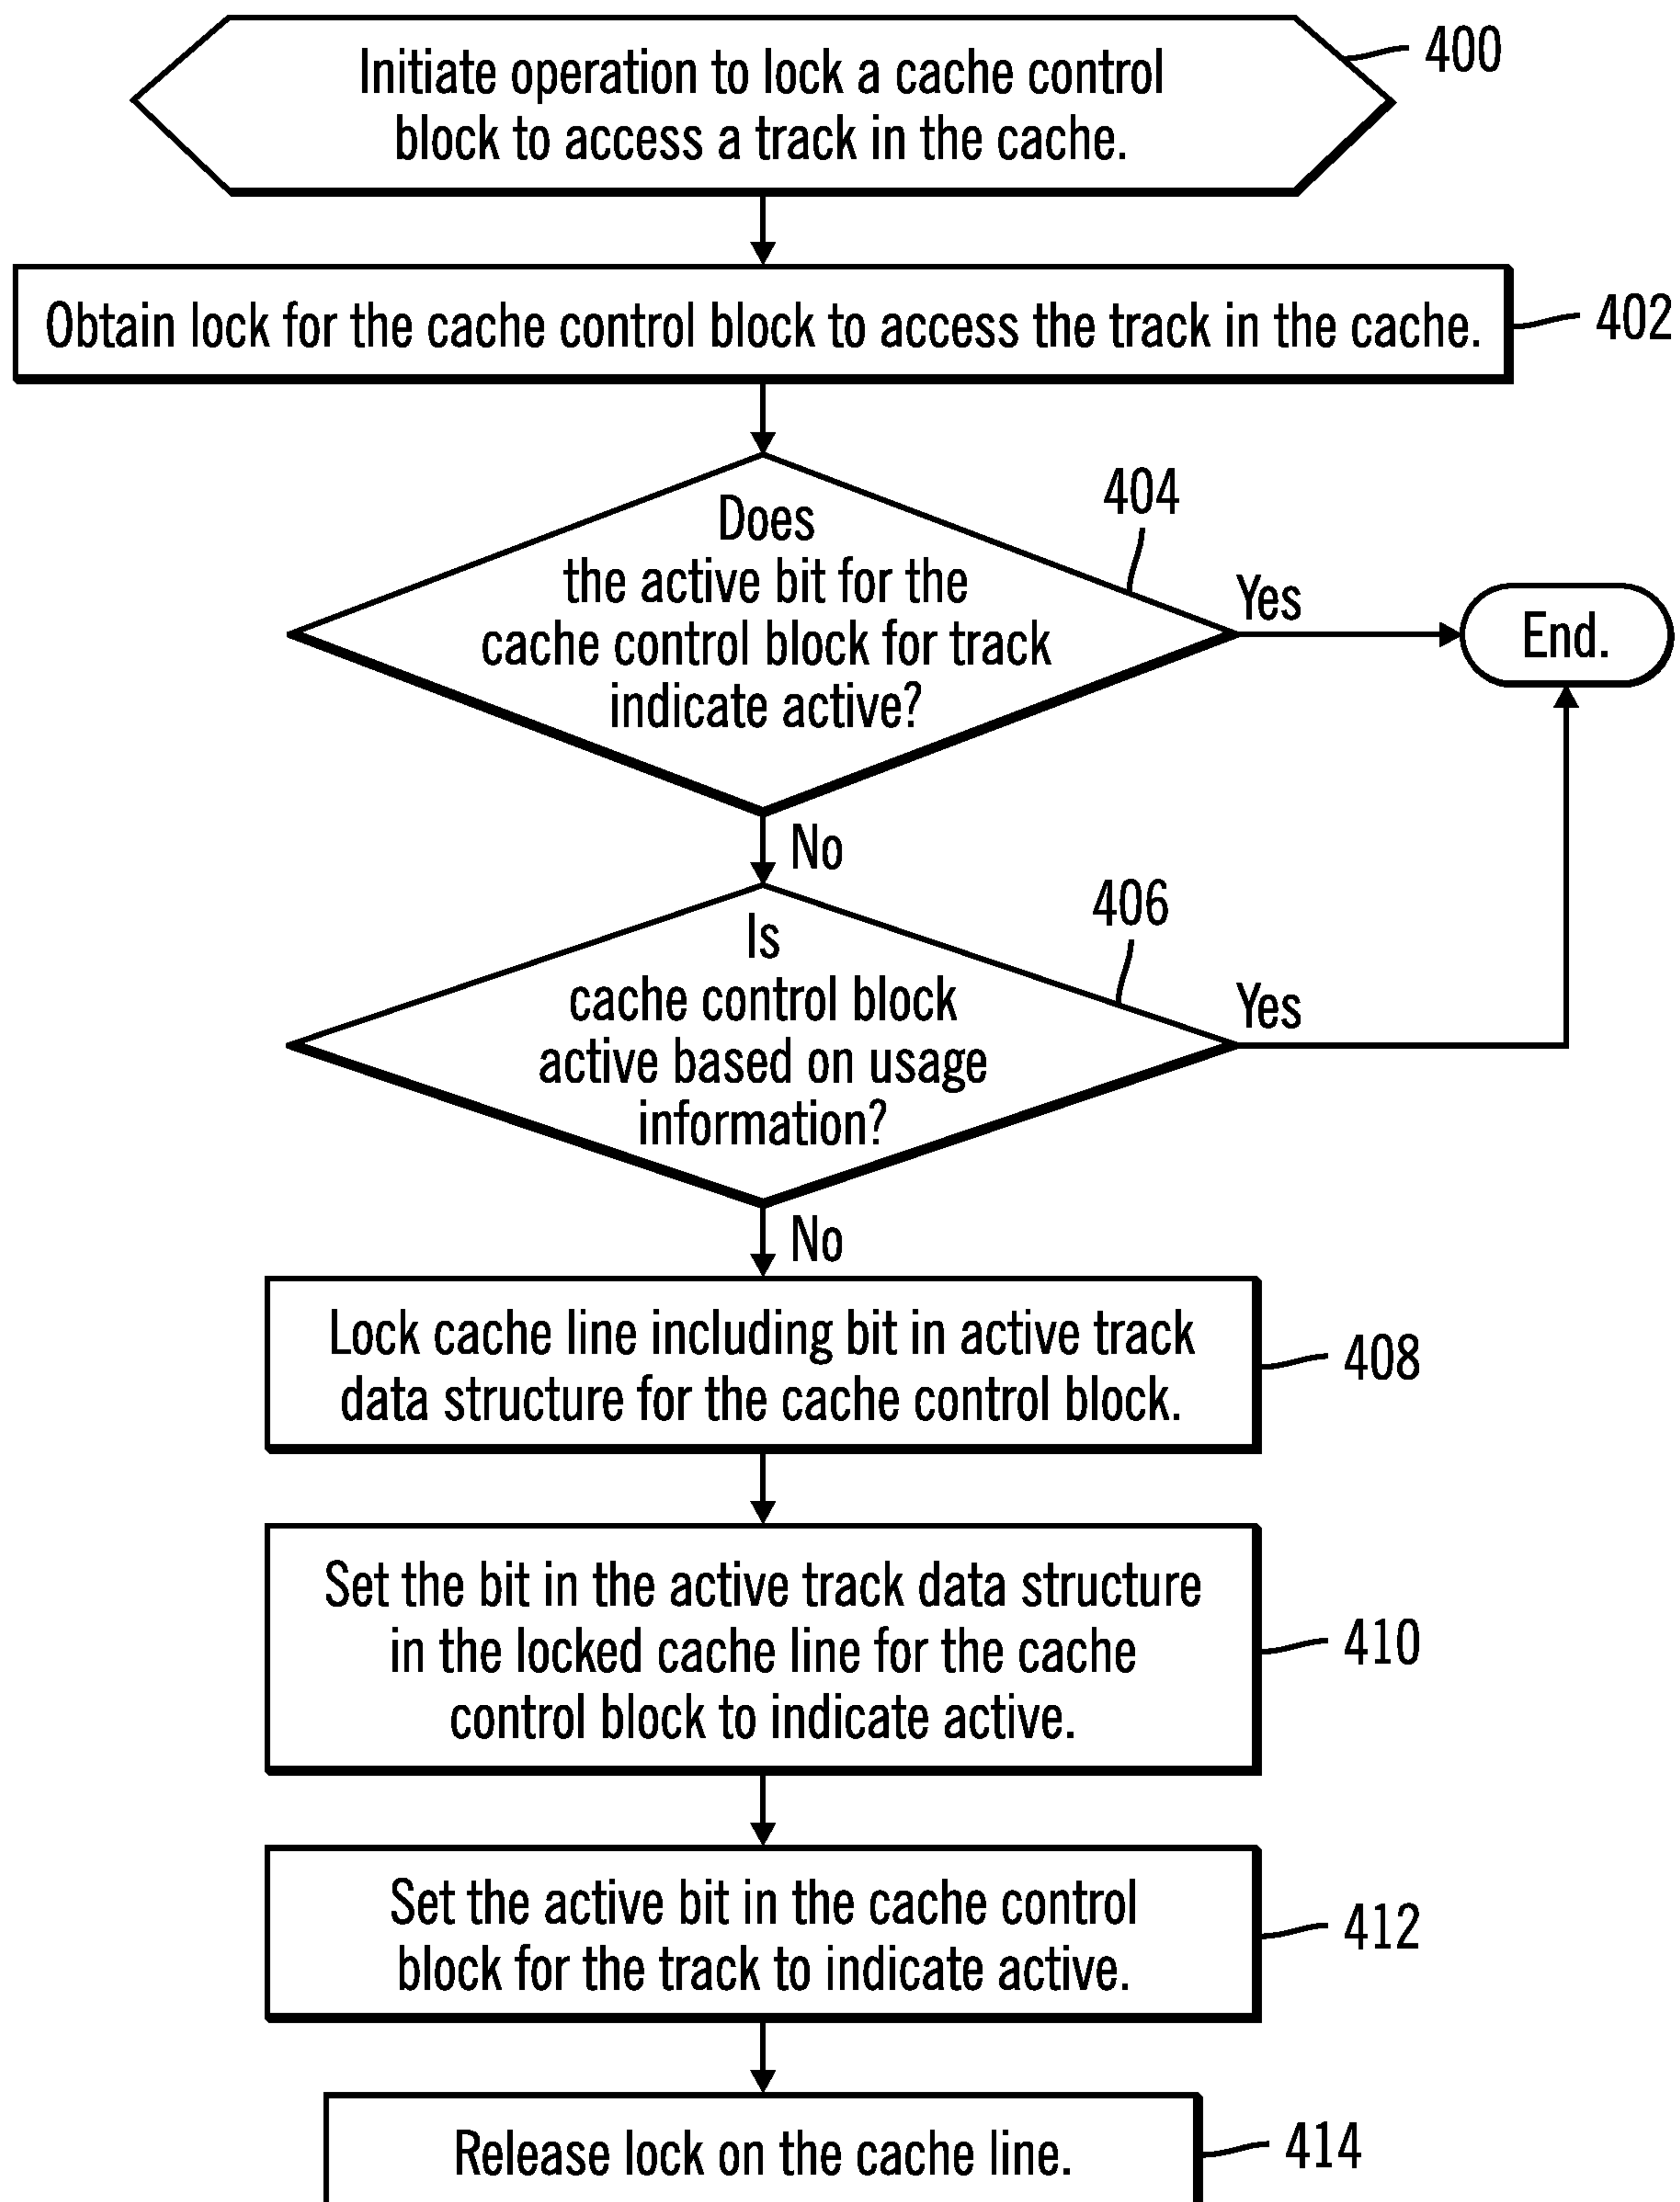 Initiate operation to lock a cache control
block to access a track in the cache.
400
Obtain lock for the cache control block to access the track in the cache.
402
Does
the active bit for the
cache control block for track
indicate active?
404
Yes
End.
No
Is
cache control block
active based on usage
information?
406
Yes
No
Lock cache line including bit in active track
data structure for the cache control block.
408
Set the bit in the active track data structure
in the locked cache line for the cache
control block to indicate active.
410
Set the active bit in the cache control
block for the track to indicate active.
412
Release lock on the cache line.
414